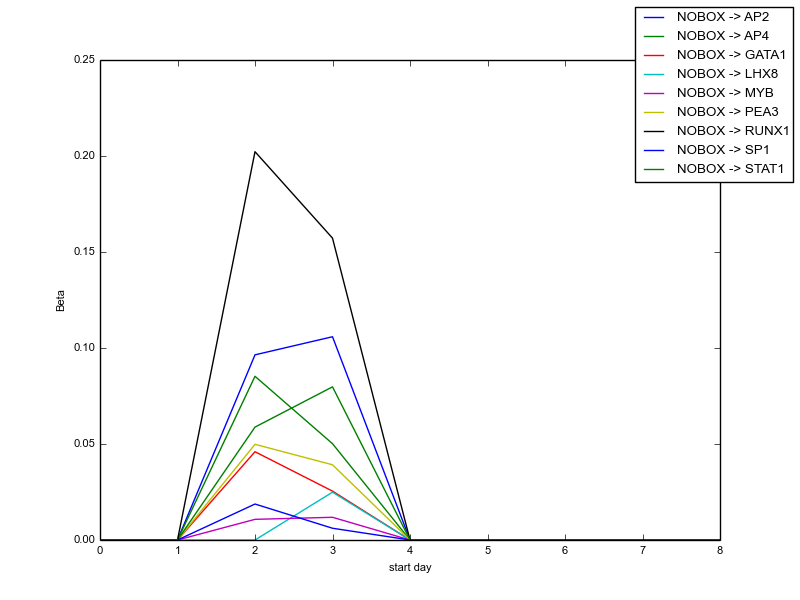 NOBOX -> AP2
NOBOX -> AP4
NOBOX -> GATA1
NOBOX -> LHX8
NOBOX -> MYB
NOBOX -> PEA3
NOBOX -> RUNX1
NOBOX -> SP1
NOBOX -> STAT1
0.25
0.20
0.15
0.10
0.05
0.00
Beta
0 1 2 3 4 5 6 7 8
start day